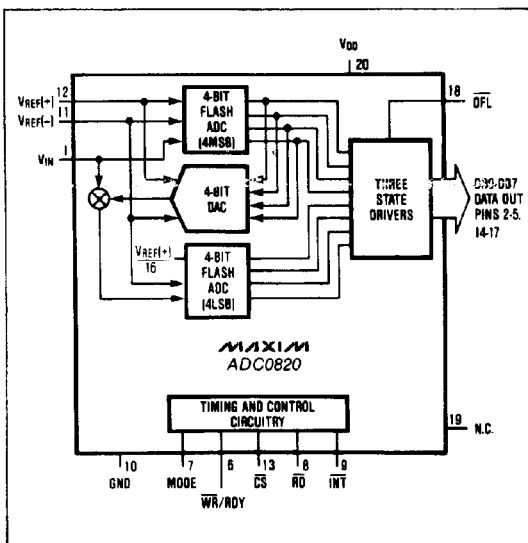 VDD
20
12
VREF(+)
11
VREF(−)
1
VIN
4-BIT
FLASH
ADC
(4MSB)
18
OFL
4-BIT
DAC
THREE
STATE
DRIVERS
DB0-DB7
DATA OUT
PINS 2-5,
14-17
VREF(+)
16
4-BIT
FLASH
ADC
(4LSB)
MAXIM
ADC0820
TIMING AND CONTROL
CIRCUITRY
19
N.C.
10
GND
7
MODE
6
WR/RDY
13
CS
8
RD
9
INT